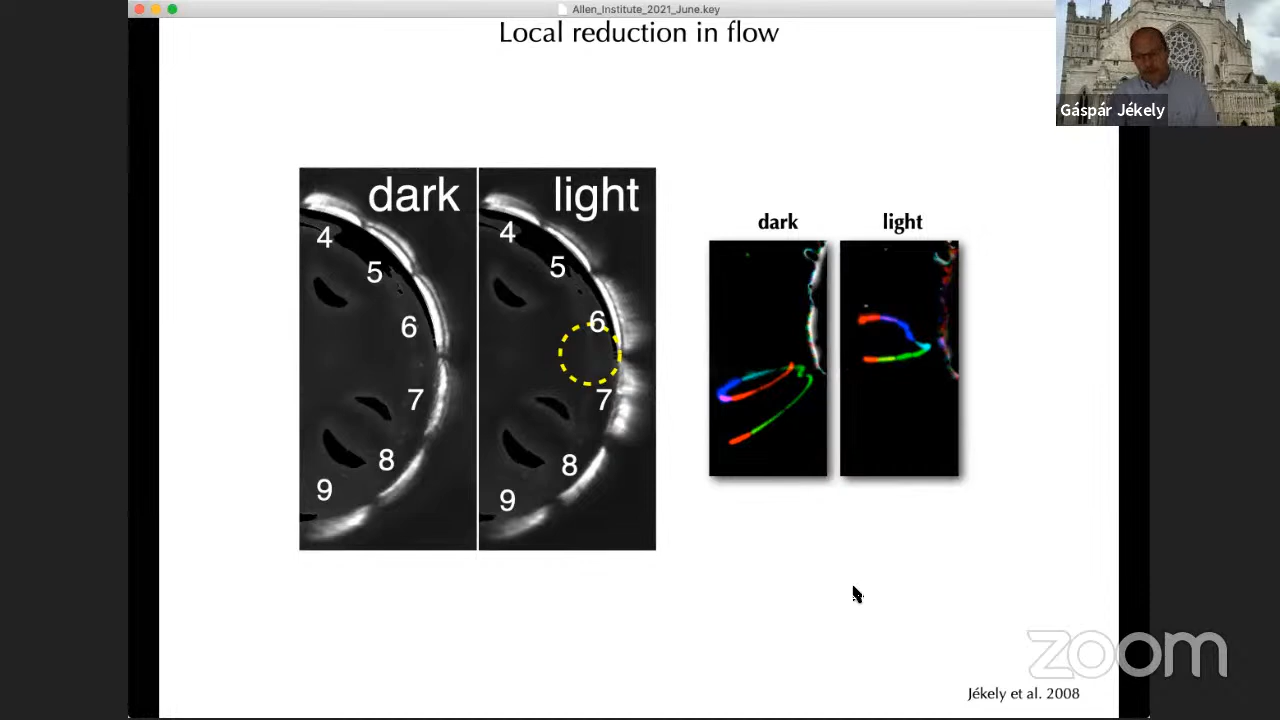 Allen_Institute_2021_June.key
Local reduction in flow
Gáspár Jékely
dark
4
5
6
7
8
9
light
4
5
6
7
8
9
dark
light
zoom
Jékely et al. 2008